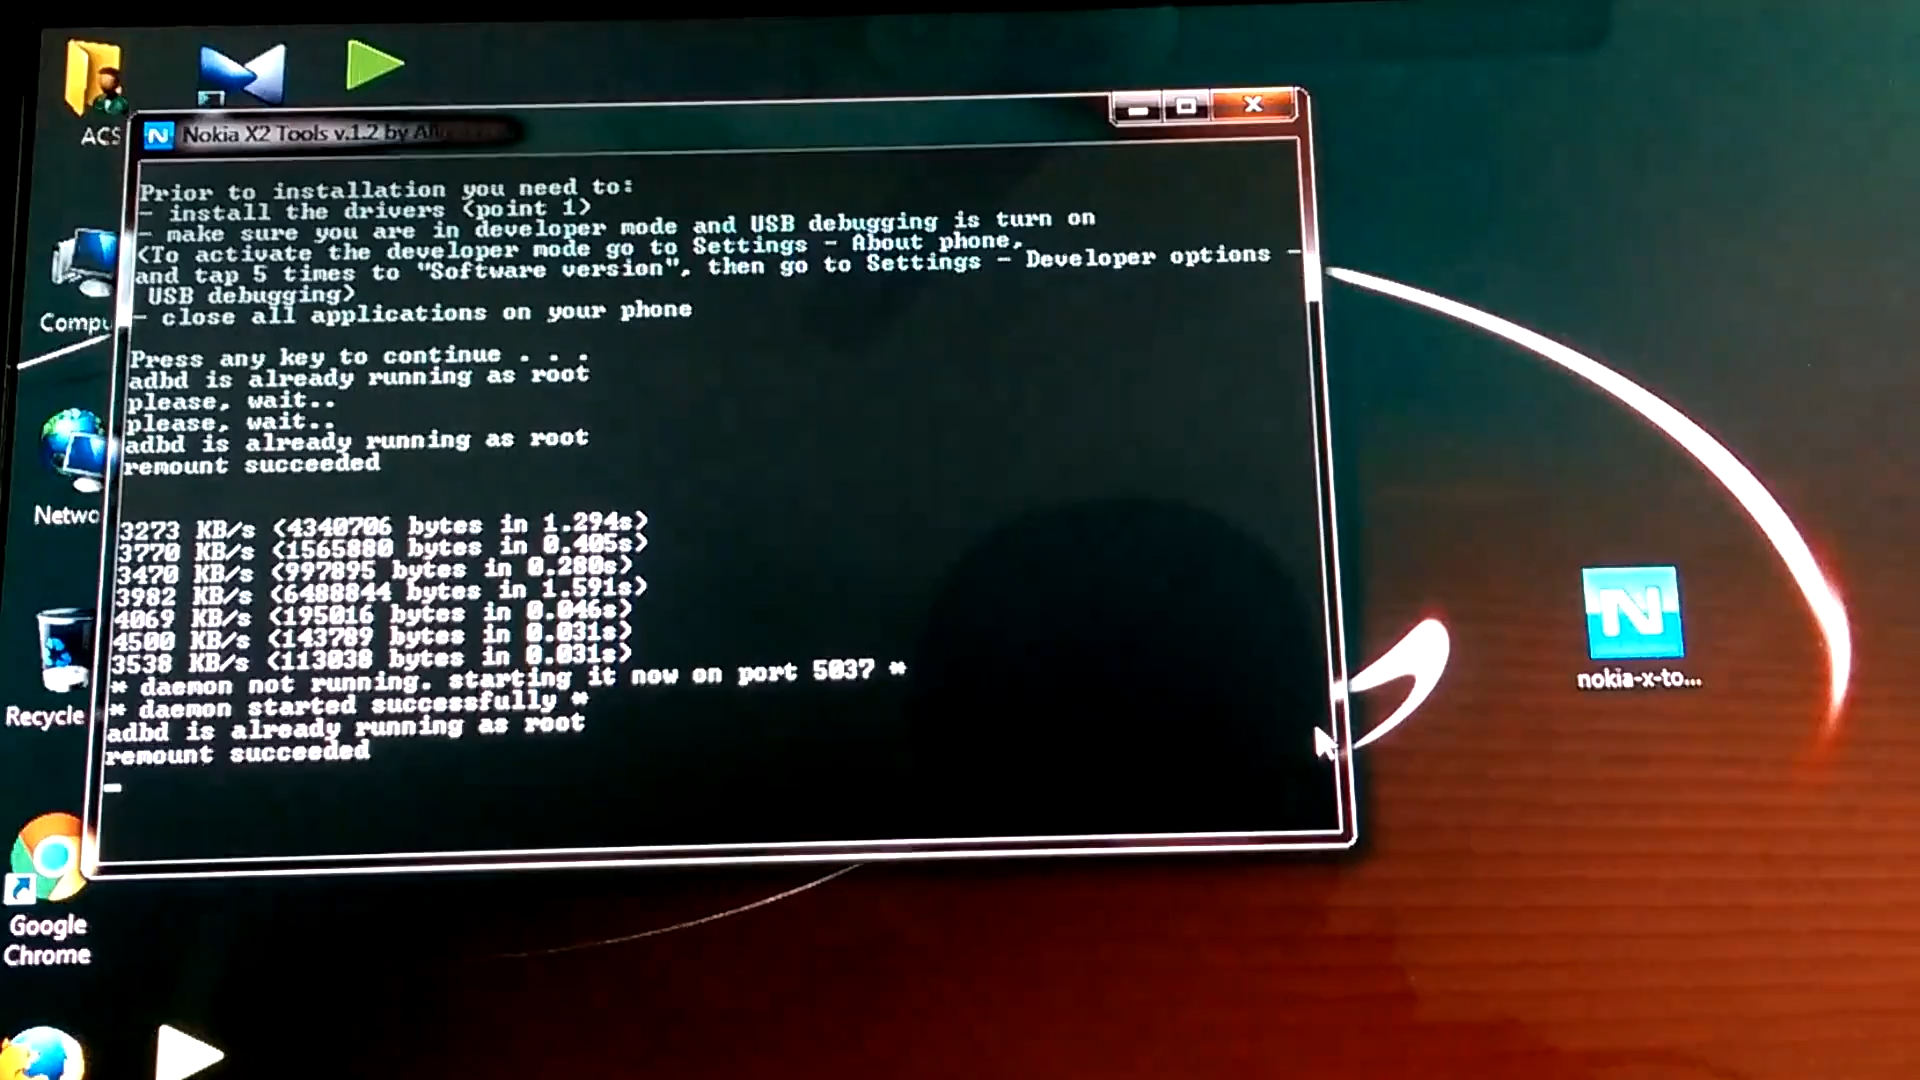 ACS
Nokia X2 Tools v.1.2 by
Prior to installation you need to:
- install the drivers (point 1)
- make sure you are in developer mode and USB debugging is turn on
(To activate the developer mode go to Settings - About phone,
and tap 5 times to "Software version", then go to Settings - Developer options -
USB debugging)
- close all applications on your phone
Press any key to continue . . .
adbd is already running as root
please, wait..
please, wait..
adbd is already running as root
remount succeeded
3273 KB/s (4340706 bytes in 1.294s)
3770 KB/s (1565880 bytes in 0.405s)
3470 KB/s (997895 bytes in 0.280s)
3982 KB/s (6488844 bytes in 1.591s)
4069 KB/s (195016 bytes in 0.046s)
4500 KB/s (143789 bytes in 0.031s)
3538 KB/s (113038 bytes in 0.031s)
* daemon not running. starting it now on port 5037 *
* daemon started successfully *
adbd is already running as root
remount succeeded
Compu
Netwo
Recycle
Google
Chrome
N
nokia-x-to...